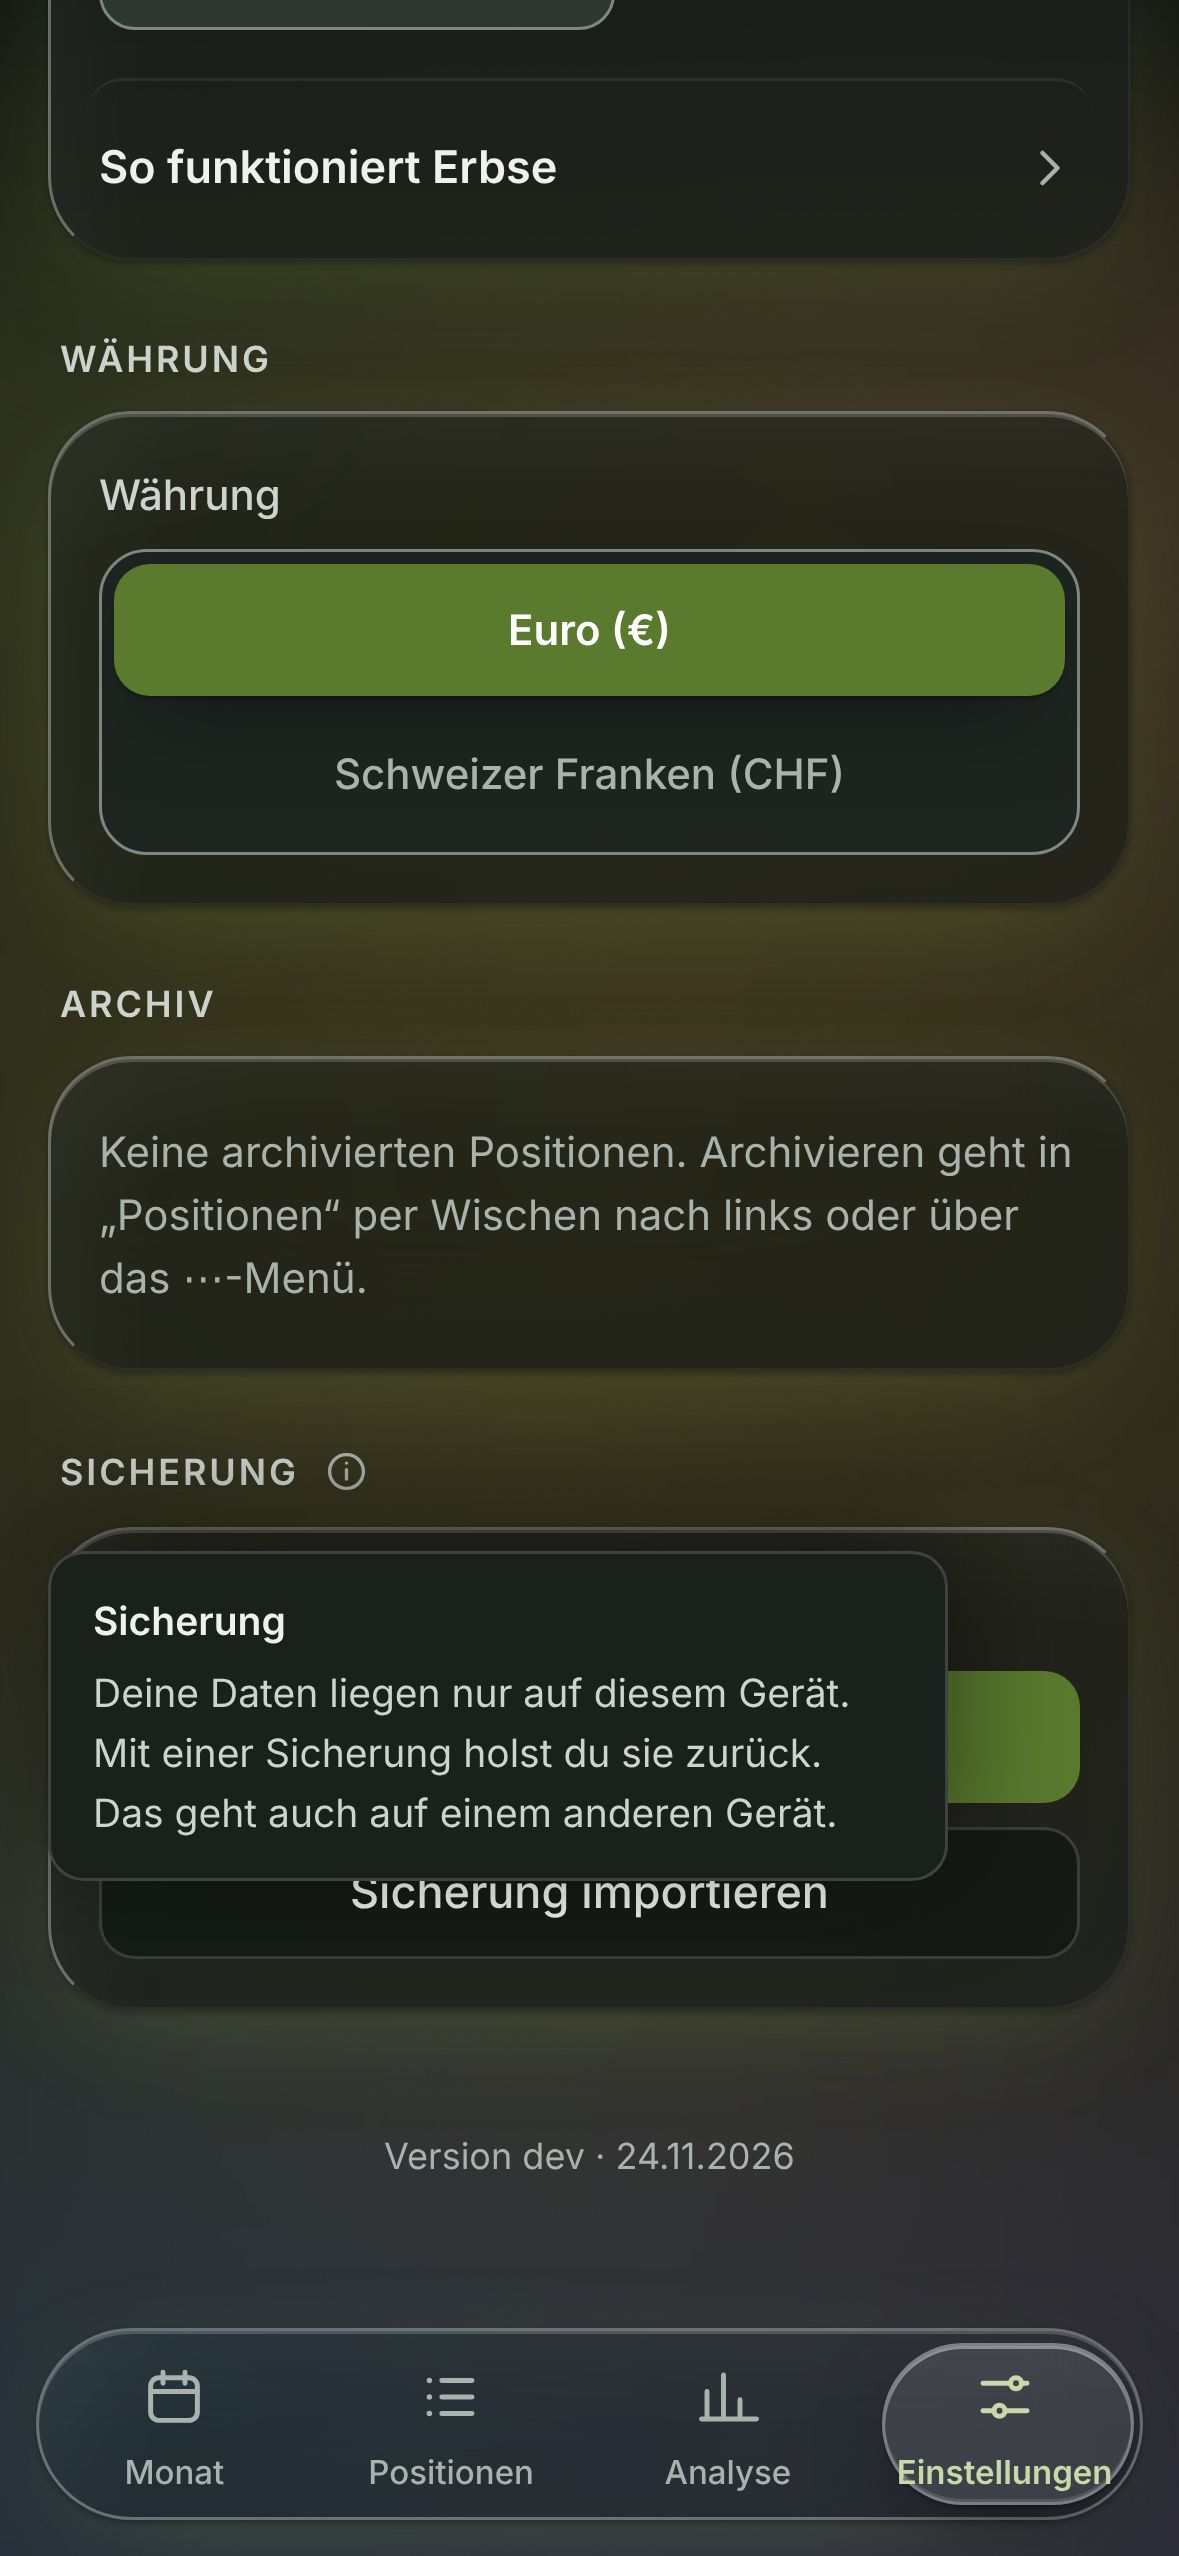 So funktioniert Erbse
WÄHRUNG
Währung
Euro (€)
Schweizer Franken (CHF)
ARCHIV
Keine archivierten Positionen. Archivieren geht in
„Positionen“ per Wischen nach links oder über
das ···-Menü.
SICHERUNG
Sicherung
Deine Daten liegen nur auf diesem Gerät.
Mit einer Sicherung holst du sie zurück.
Das geht auch auf einem anderen Gerät.
Sicherung importieren
Version dev · 24.11.2026
Monat
Positionen
Analyse
Einstellungen